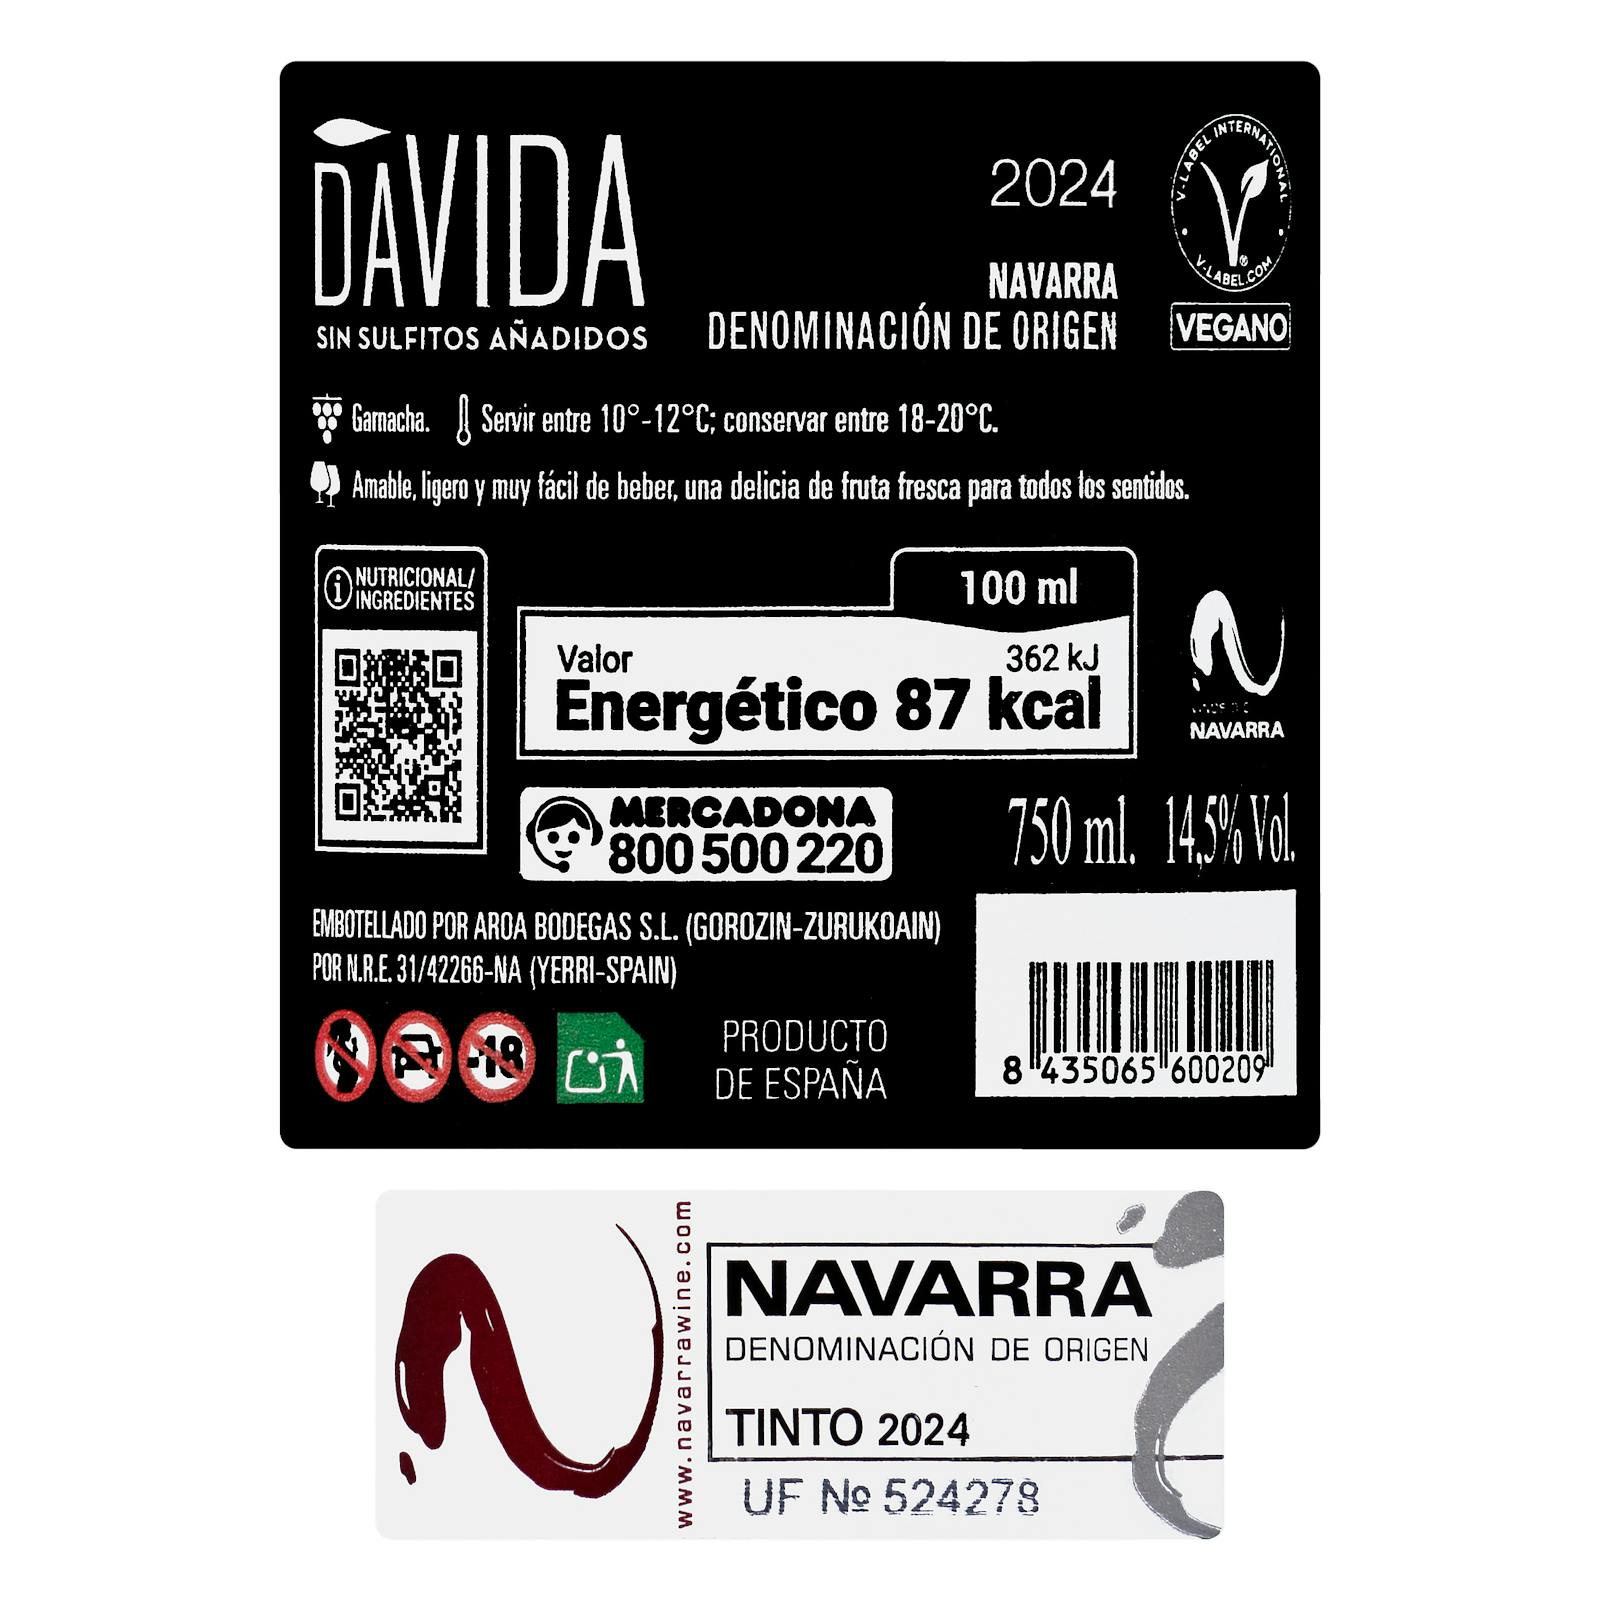 DAVIDA
SIN SULFITOS AÑADIDOS
2024
NAVARRA
DENOMINACIÓN DE ORIGEN
V-LABEL INTERNATIONAL
V-LABEL.COM
®
VEGANO
Garnacha.
Servir entre 10°-12°C; conservar entre 18-20°C.
Amable, ligero y muy fácil de beber, una delicia de fruta fresca para todos los sentidos.
i NUTRICIONAL/
INGREDIENTES
100 ml
Valor 362 kJ
Energético 87 kcal
NAVARRA
MERCADONA
800 500 220
750 ml. 14,5% Vol.
EMBOTELLADO POR AROA BODEGAS S.L. (GOROZIN-ZURUKOAIN)
POR N.R.E. 31/42266-NA (YERRI-SPAIN)
-18
PRODUCTO
DE ESPAÑA
8 435065 600209
www.navarrawine.com
NAVARRA
DENOMINACIÓN DE ORIGEN
TINTO 2024
UF Nº 524278